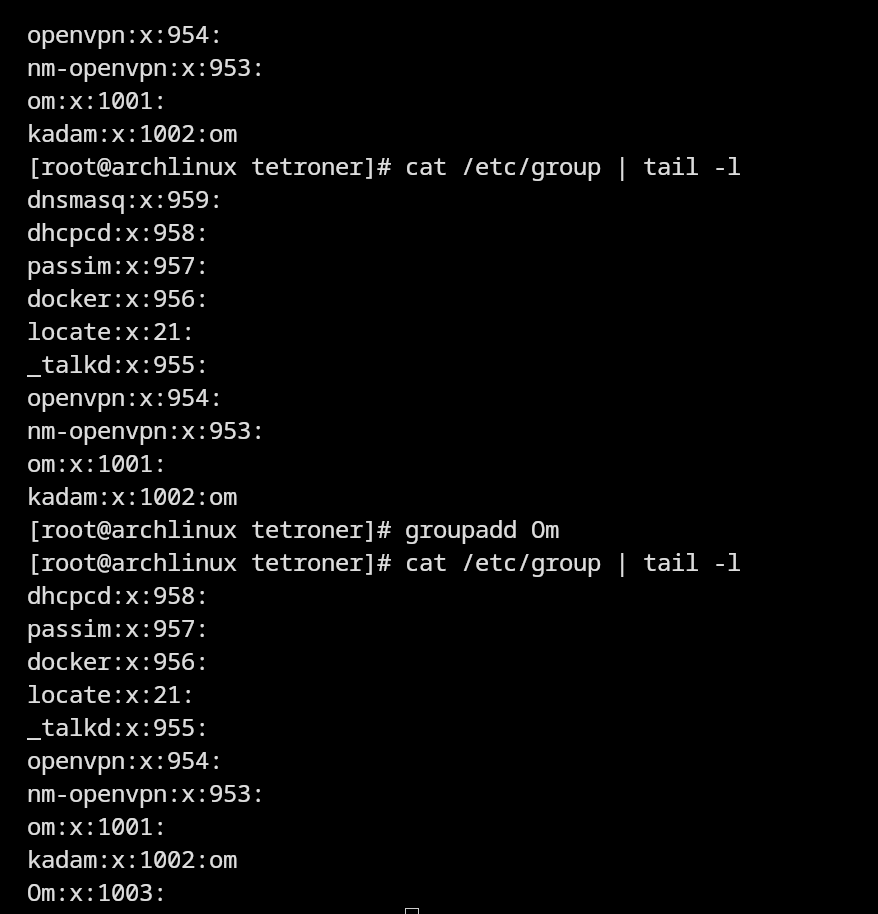 openvpn:x:954:
nm-openvpn:x:953:
om:x:1001:
kadam:x:1002:om
[root@archlinux tetroner]# cat /etc/group | tail -l
dnsmasq:x:959:
dhcpcd:x:958:
passim:x:957:
docker:x:956:
locate:x:21:
_talkd:x:955:
openvpn:x:954:
nm-openvpn:x:953:
om:x:1001:
kadam:x:1002:om
[root@archlinux tetroner]# groupadd Om
[root@archlinux tetroner]# cat /etc/group | tail -l
dhcpcd:x:958:
passim:x:957:
docker:x:956:
locate:x:21:
_talkd:x:955:
openvpn:x:954:
nm-openvpn:x:953:
om:x:1001:
kadam:x:1002:om
Om:x:1003: